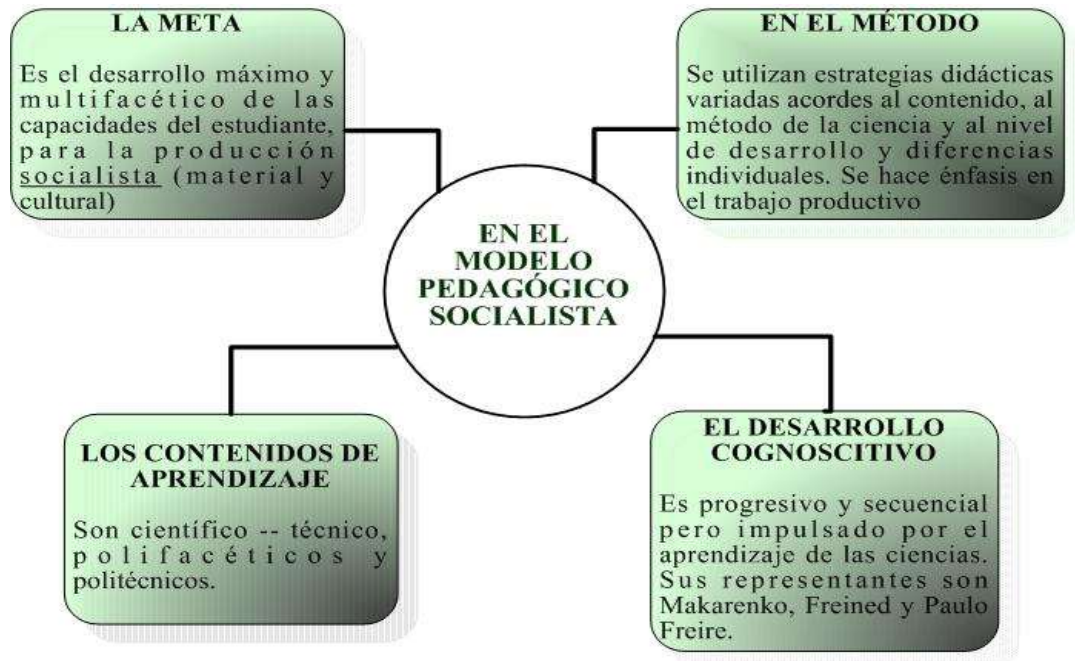 LA META
Es el desarrollo máximo y
multifacético de las
capacidades del estudiante,
para la producción
socialista (material y
cultural)
EN EL MÉTODO
Se utilizan estrategias didácticas
variadas acordes al contenido, al
método de la ciencia y al nivel
de desarrollo y diferencias
individuales. Se hace énfasis en
el trabajo productivo
EN EL
MODELO
PEDAGÓGICO
SOCIALISTA
LOS CONTENIDOS DE
APRENDIZAJE
Son científico -- técnico,
polifacéticos y
politécnicos.
EL DESARROLLO
COGNOSCITIVO
Es progresivo y secuencial
pero impulsado por el
aprendizaje de las ciencias.
Sus representantes son
Makarenko, Freined y Paulo
Freire.